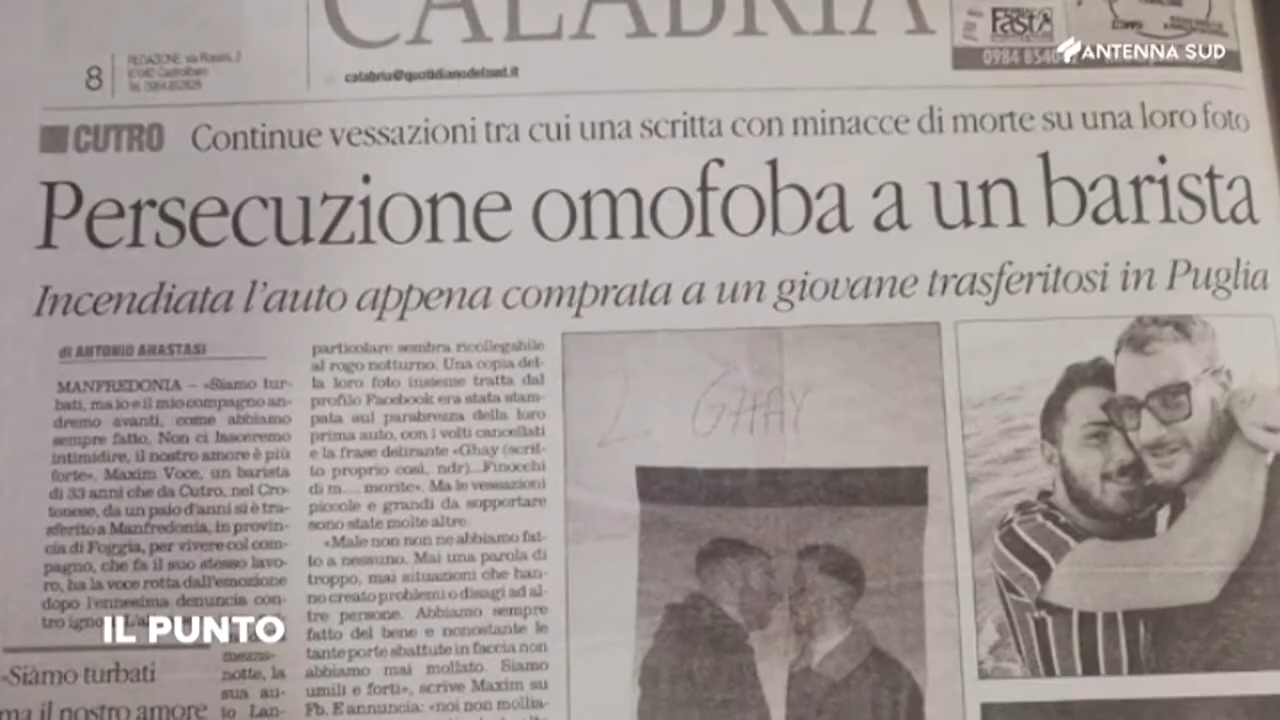 CALABRIA
Fast
0984 8540
ANTENNA SUD
8
REDAZIONE: via Rossini, 2
87040 Castrolibero
Tel. 0984.852828
calabria@quotidianodelsud.it
CUTRO Continue vessazioni tra cui una scritta con minacce di morte su una loro foto
Persecuzione omofoba a un barista
Incendiata l'auto appena comprata a un giovane trasferitosi in Puglia
di ANTONIO ANASTASI
MANFREDONIA – «Siamo tur-
bati, ma io e il mio compagno an-
dremo avanti, come abbiamo
sempre fatto. Non ci lasceremo
intimidire, il nostro amore è più
forte». Maxim Voce, un barista
di 33 anni che da Cutro, nel Cro-
tonese, da un paio d'anni si è tra-
sferito a Manfredonia, in provin-
cia di Foggia, per vivere col com-
pagno, che fa il suo stesso lavo-
ro, ha la voce rotta dall'emozione
dopo l'ennesima denuncia con-
tro
notte, la
sua au-
to Lan-
«Siamo turbati
ma il nostro amore
particolare sembra ricollegabile
al rogo notturno. Una copia del-
la loro foto insieme tratta dal
profilo Facebook era stata stam-
pata sul parabrezza della loro
prima auto, con i volti cancellati
e la frase delirante «Ghay (scrit-
to proprio così, ndr)...Finocchi
di m.... morite». Ma le vessazioni
piccole e grandi da sopportare
sono state molte altre.
«Male non non ne abbiamo fat-
to a nessuno. Mai una parola di
troppo, mai situazioni che han-
no creato problemi o disagi ad al-
tre persone. Abbiamo sempre
fatto del bene e nonostante le
tante porte sbattute in faccia non
abbiamo mai mollato. Siamo
umili e forti», scrive Maxim su
Fb. E annuncia: «noi non mollia-
GHAY
IL PUNTO